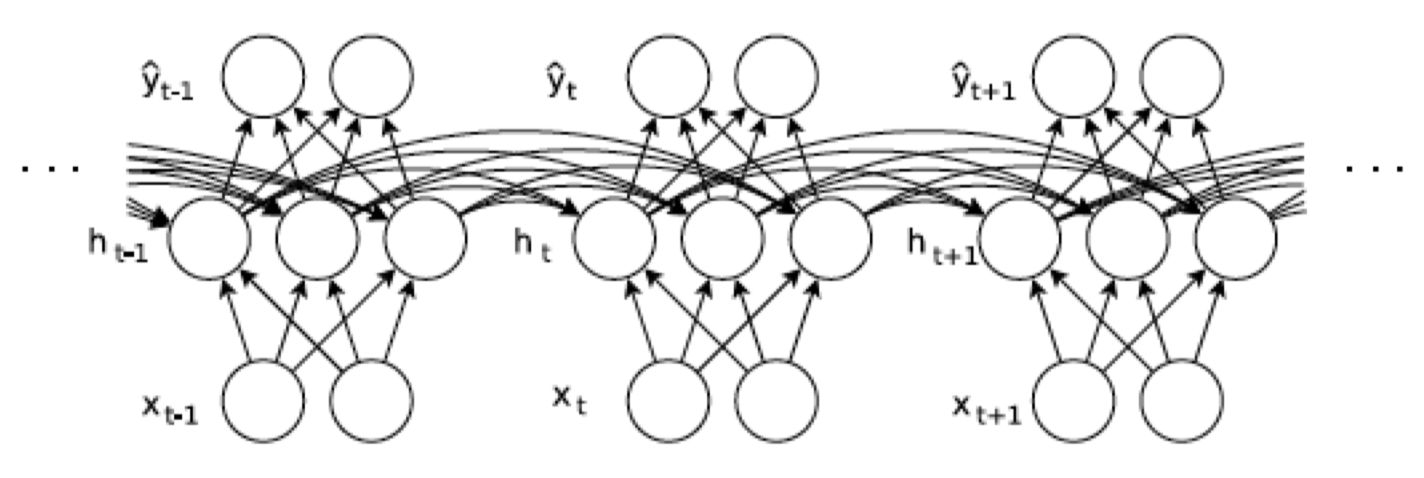 ŷt-1 ŷt ŷt+1
. . . . . .
ht-1 ht ht+1
xt-1 xt xt+1